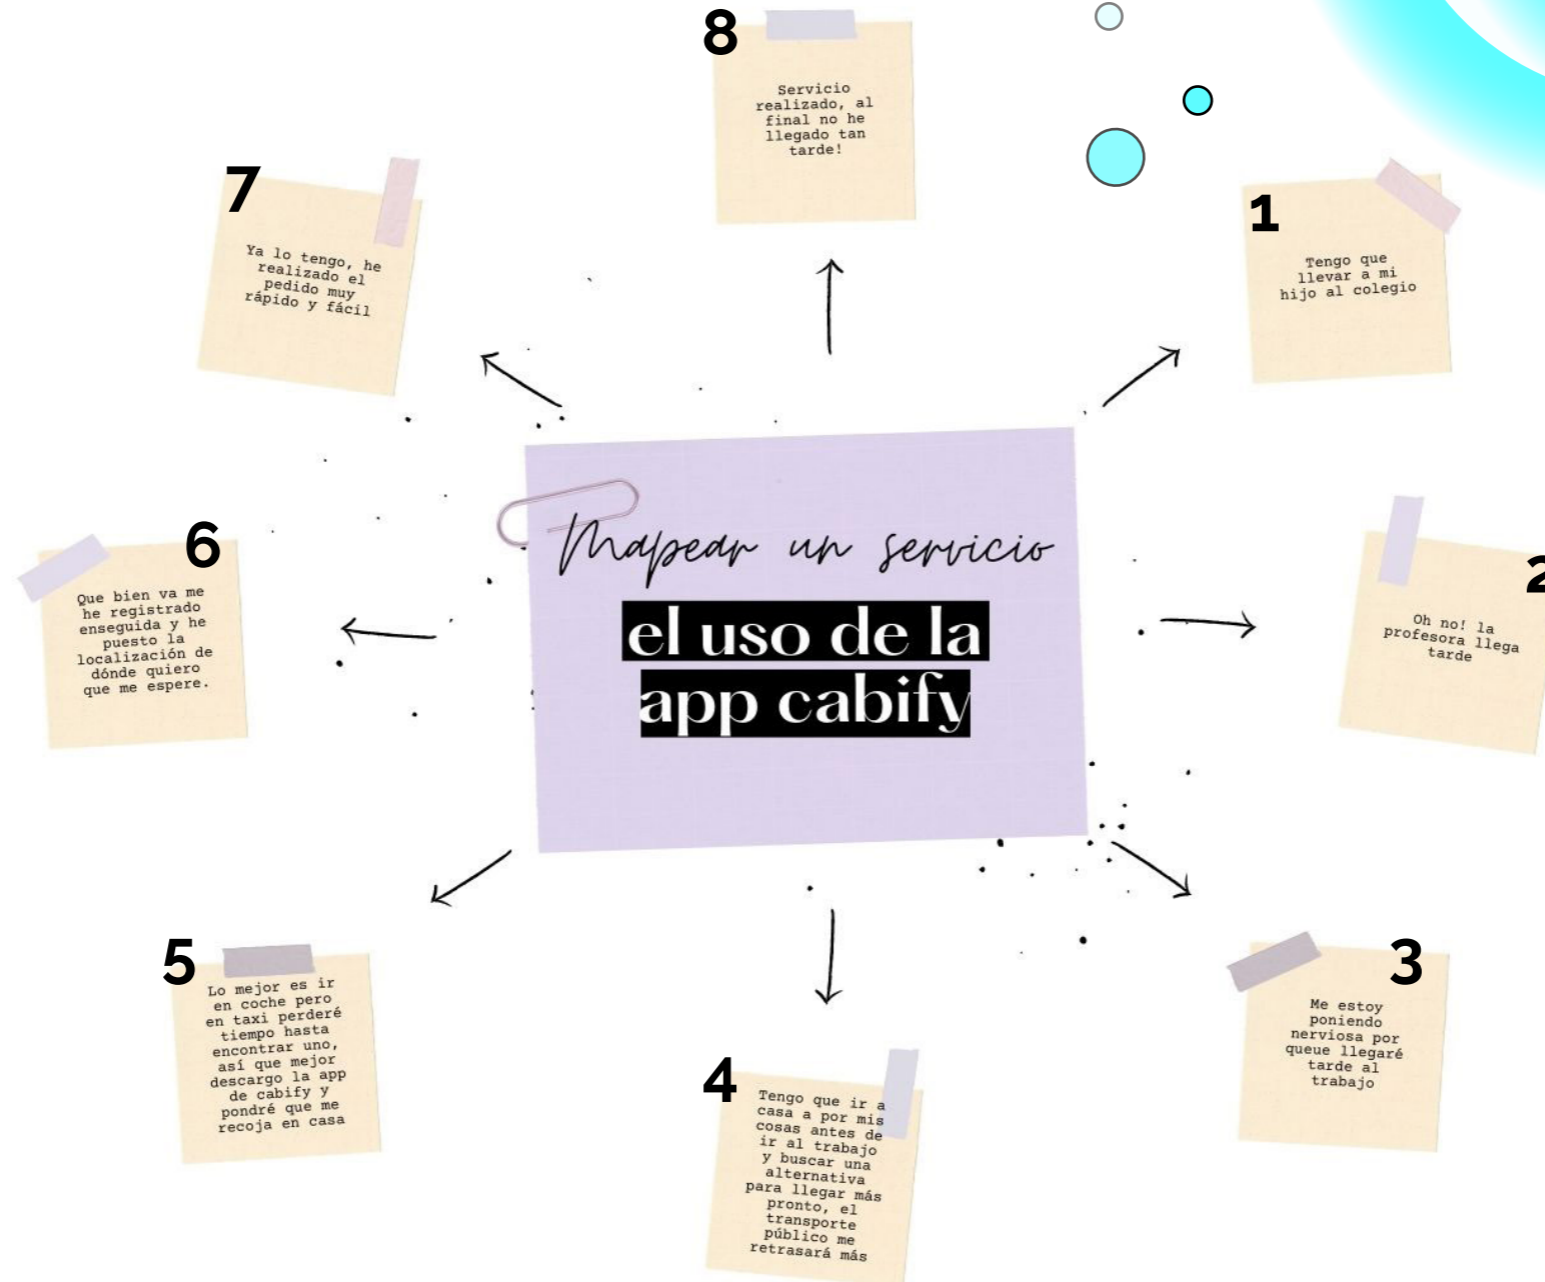 Mapear un servicio
el uso de la
app cabify
1
Tengo que
llevar a mi
hijo al colegio
2
Oh no! la
profesora llega
tarde
3
Me estoy
poniendo
nerviosa por
queue llegaré
tarde al
trabajo
4
Tengo que ir a
casa a por mis
cosas antes de
ir al trabajo
y buscar una
alternativa
para llegar más
pronto, el
transporte
público me
retrasará más
5
Lo mejor es ir
en coche pero
en taxi perderé
tiempo hasta
encontrar uno,
así que mejor
descargo la app
de cabify y
pondré que me
recoja en casa
6
Que bien va me
he registrado
enseguida y he
puesto la
localización de
dónde quiero
que me espere.
7
Ya lo tengo, he
realizado el
pedido muy
rápido y fácil
8
Servicio
realizado, al
final no he
llegado tan
tarde!